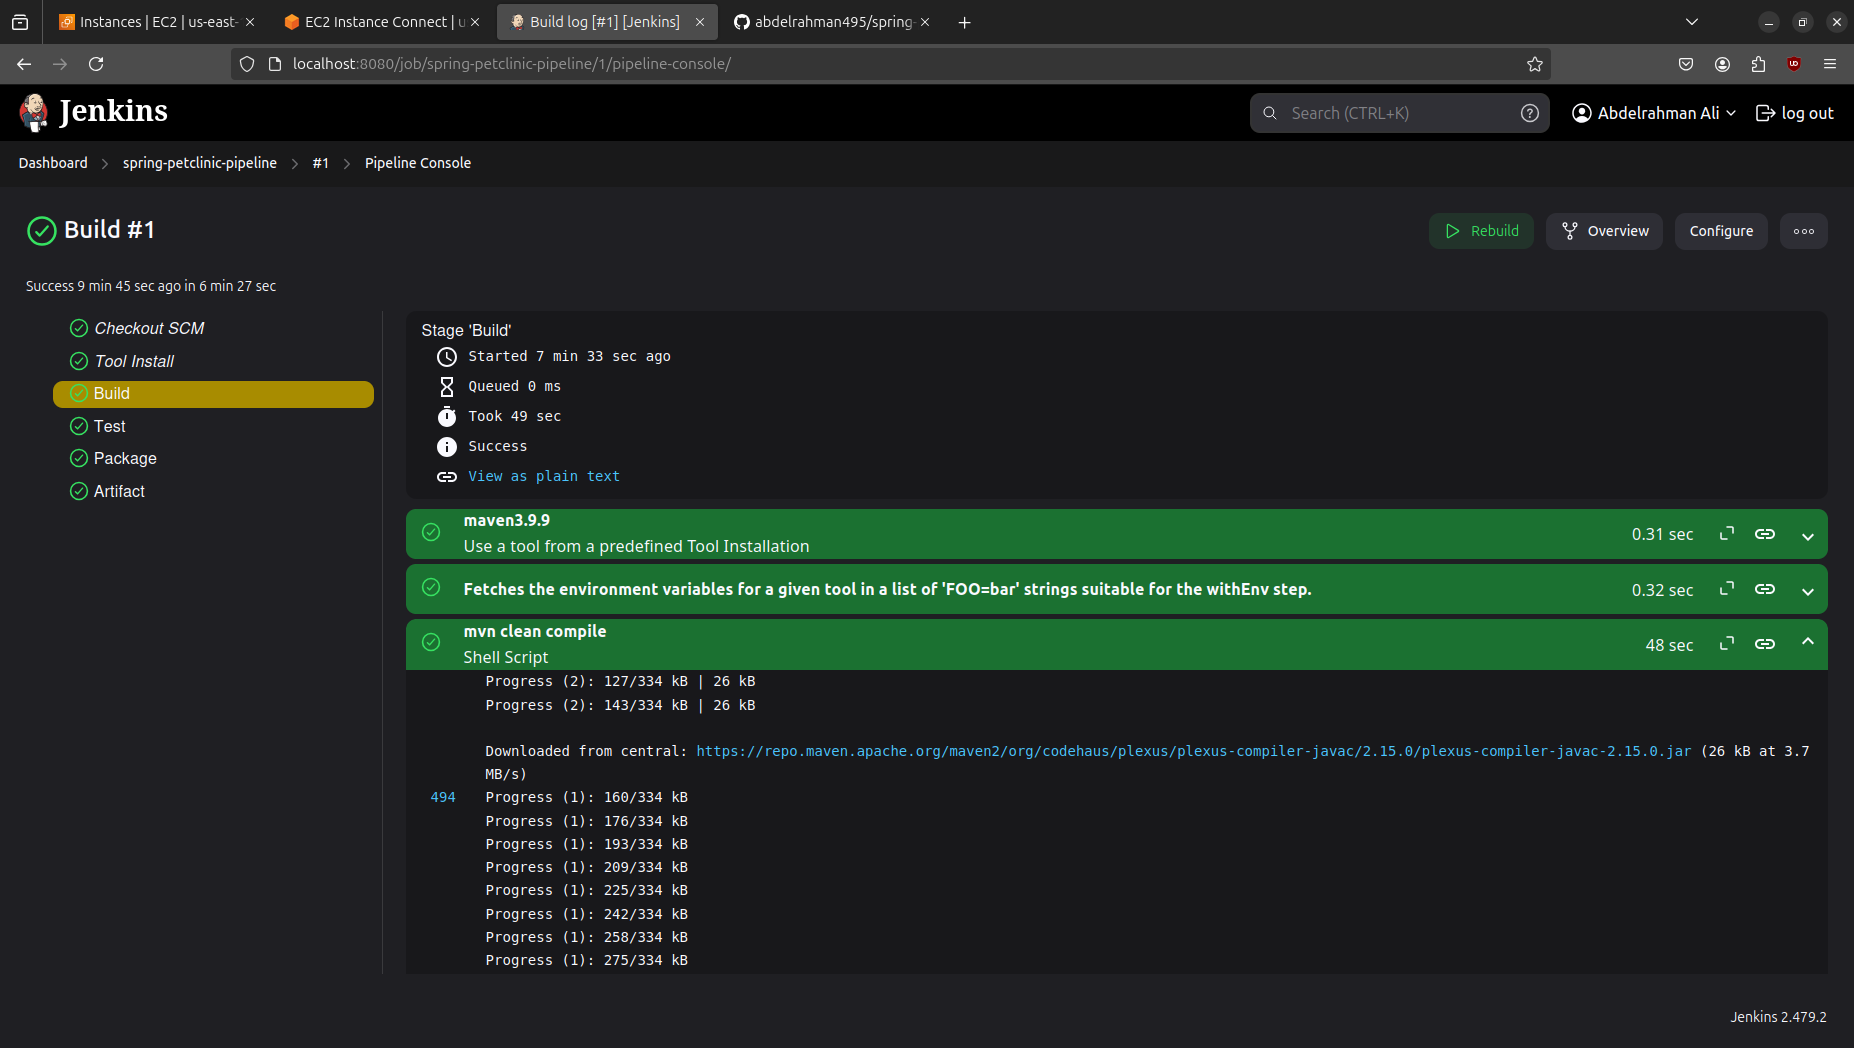 Instances | EC2 | us-east-
EC2 Instance Connect | u
Build log [#1] [Jenkins]
abdelrahman495/spring-
localhost:8080/job/spring-petclinic-pipeline/1/pipeline-console/
Jenkins
Search (CTRL+K)
Abdelrahman Ali
log out
Dashboard
spring-petclinic-pipeline
#1
Pipeline Console
Build #1
Rebuild
Overview
Configure
Success 9 min 45 sec ago in 6 min 27 sec
Checkout SCM
Tool Install
Build
Test
Package
Artifact
Stage 'Build'
Started 7 min 33 sec ago
Queued 0 ms
Took 49 sec
Success
View as plain text
maven3.9.9
Use a tool from a predefined Tool Installation
0.31 sec
Fetches the environment variables for a given tool in a list of 'FOO=bar' strings suitable for the withEnv step.
0.32 sec
mvn clean compile
Shell Script
48 sec
Progress (2): 127/334 kB | 26 kB
Progress (2): 143/334 kB | 26 kB
Downloaded from central: https://repo.maven.apache.org/maven2/org/codehaus/plexus/plexus-compiler-javac/2.15.0/plexus-compiler-javac-2.15.0.jar (26 kB at 3.7
MB/s)
494 Progress (1): 160/334 kB
Progress (1): 176/334 kB
Progress (1): 193/334 kB
Progress (1): 209/334 kB
Progress (1): 225/334 kB
Progress (1): 242/334 kB
Progress (1): 258/334 kB
Progress (1): 275/334 kB
Jenkins 2.479.2